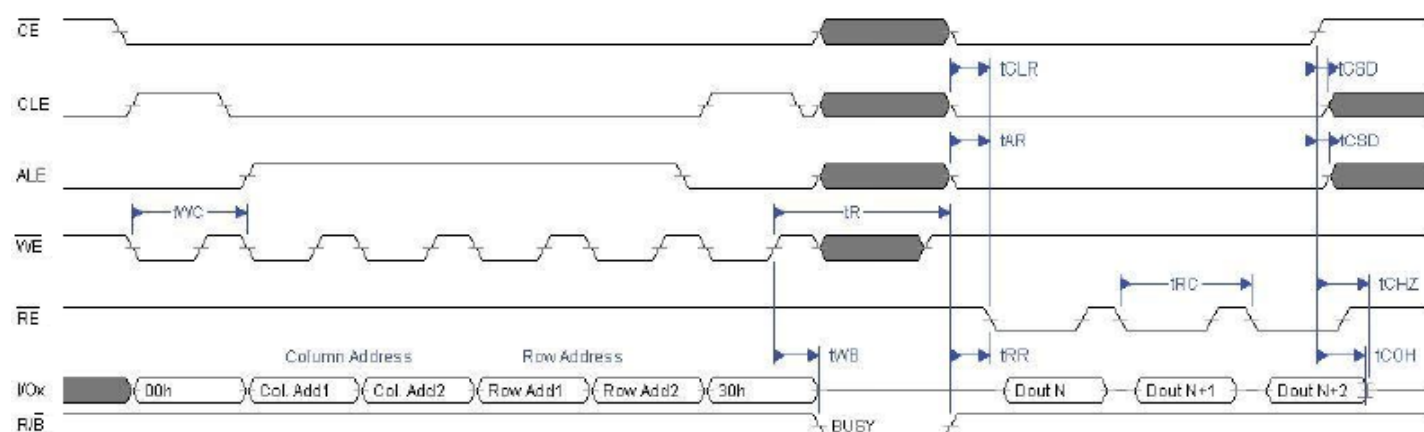 CE
tCLR
tCSD
CLE
tAR
tCSD
ALE
tWC
tR
WE
tRC
tCHZ
RE
Column Address
Row Address
tWB
tRR
tCOH
I/Ox
00h
Col. Add1
Col. Add2
Row Add1
Row Add2
30h
Dout N
Dout N+1
Dout N+2
R/B
BUSY